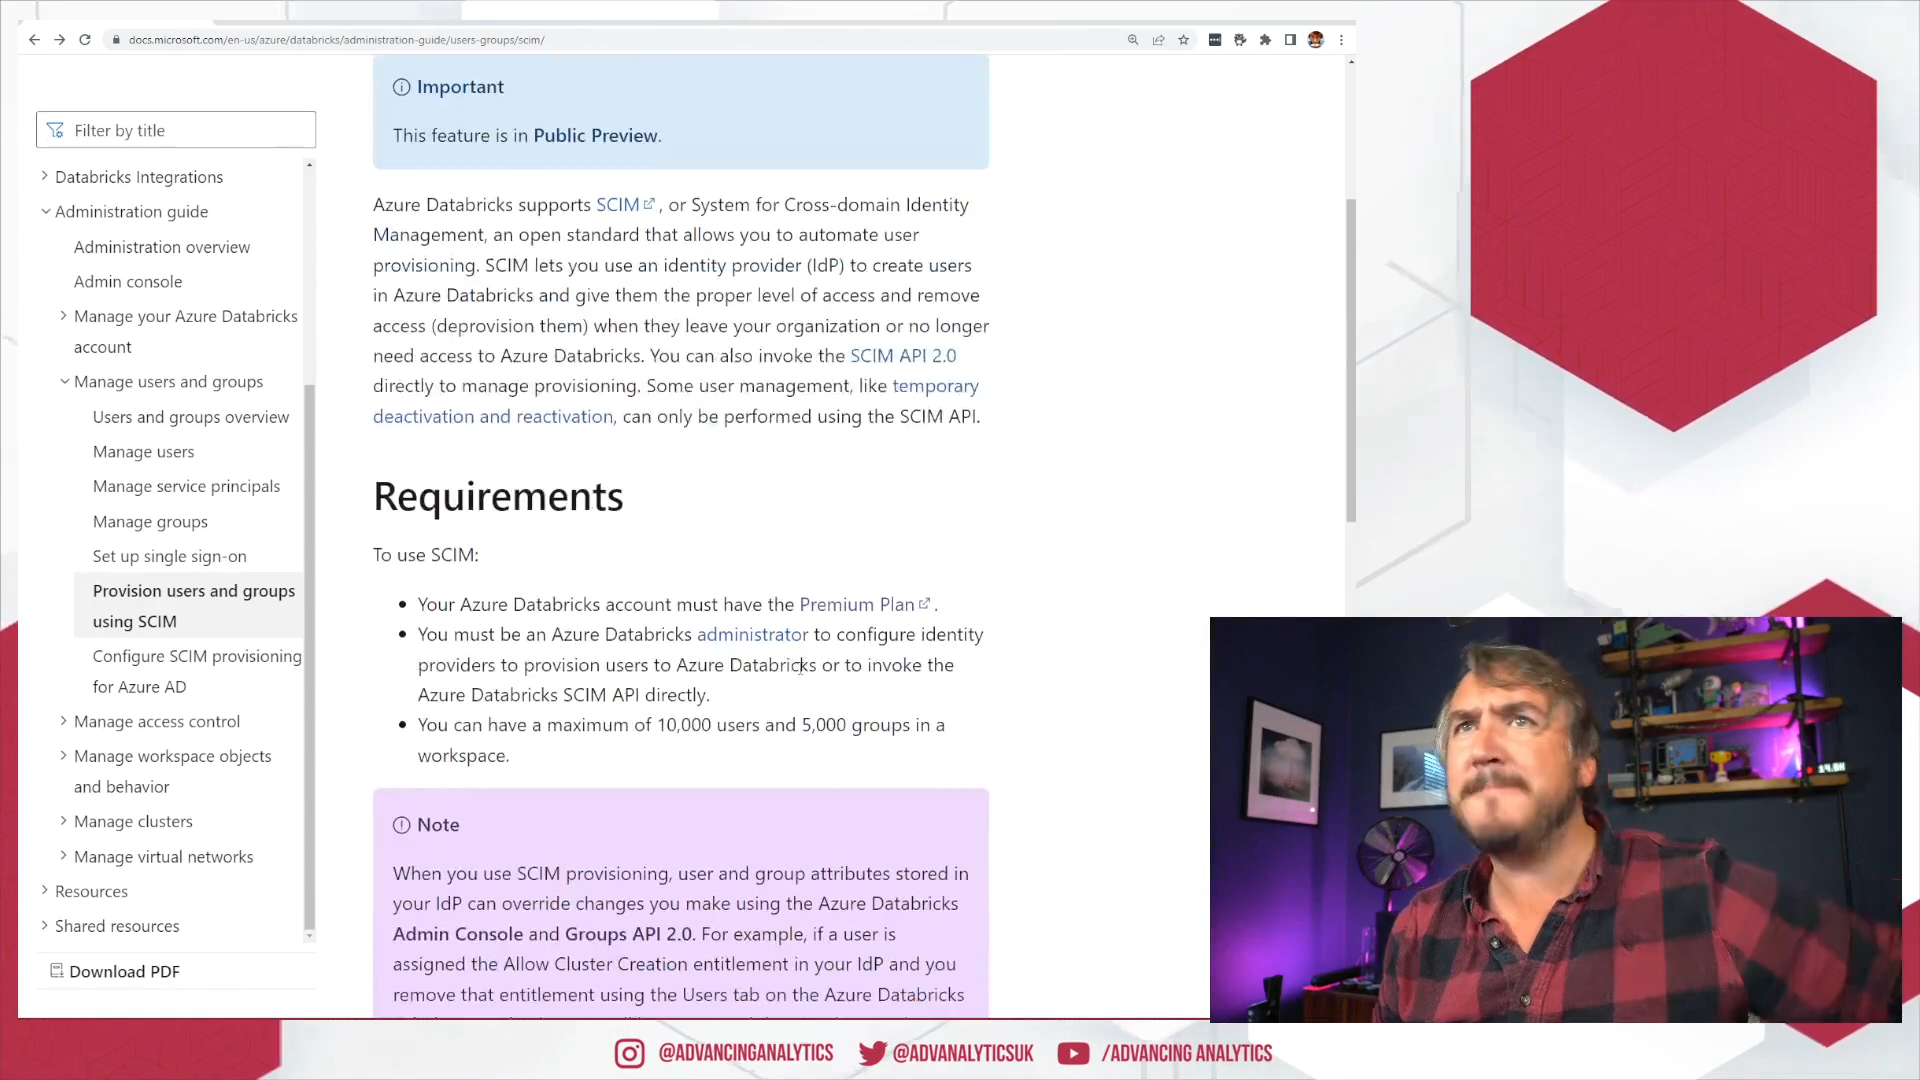 docs.microsoft.com/en-us/azure/databricks/administration-guide/users-groups/scim/
Filter by title
Databricks Integrations
Administration guide
Administration overview
Admin console
Manage your Azure Databricks
account
Manage users and groups
Users and groups overview
Manage users
Manage service principals
Manage groups
Set up single sign-on
Provision users and groups
using SCIM
Configure SCIM provisioning
for Azure AD
Manage access control
Manage workspace objects
and behavior
Manage clusters
Manage virtual networks
Resources
Shared resources
Download PDF
Important
This feature is in Public Preview.
Azure Databricks supports SCIM, or System for Cross-domain Identity
Management, an open standard that allows you to automate user
provisioning. SCIM lets you use an identity provider (IdP) to create users
in Azure Databricks and give them the proper level of access and remove
access (deprovision them) when they leave your organization or no longer
need access to Azure Databricks. You can also invoke the SCIM API 2.0
directly to manage provisioning. Some user management, like temporary
deactivation and reactivation, can only be performed using the SCIM API.
Requirements
To use SCIM:
• Your Azure Databricks account must have the Premium Plan.
• You must be an Azure Databricks administrator to configure identity
providers to provision users to Azure Databricks or to invoke the
Azure Databricks SCIM API directly.
• You can have a maximum of 10,000 users and 5,000 groups in a
workspace.
Note
When you use SCIM provisioning, user and group attributes stored in
your IdP can override changes you make using the Azure Databricks
Admin Console and Groups API 2.0. For example, if a user is
assigned the Allow Cluster Creation entitlement in your IdP and you
remove that entitlement using the Users tab on the Azure Databricks
@ADVANCINGANALYTICS
@ADVANALYTICSUK
/ADVANCING ANALYTICS